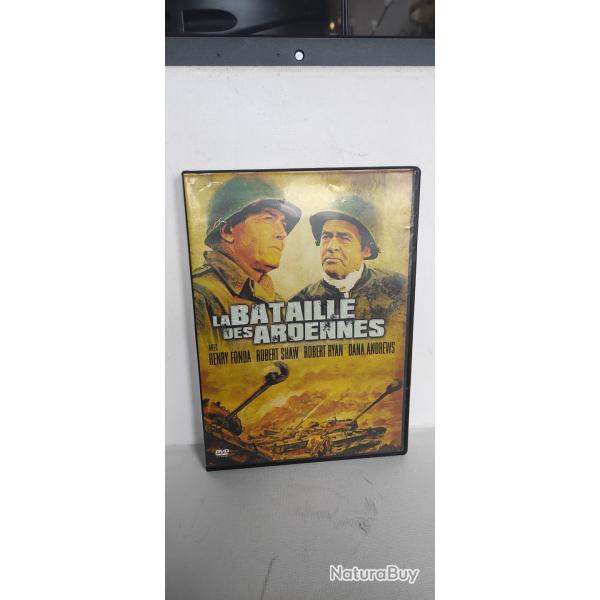 LA BATAILLE
DES ARDENNES
AVEC
HENRY FONDA ROBERT SHAW ROBERT RYAN DANA ANDREWS
DVD
NaturaBuy